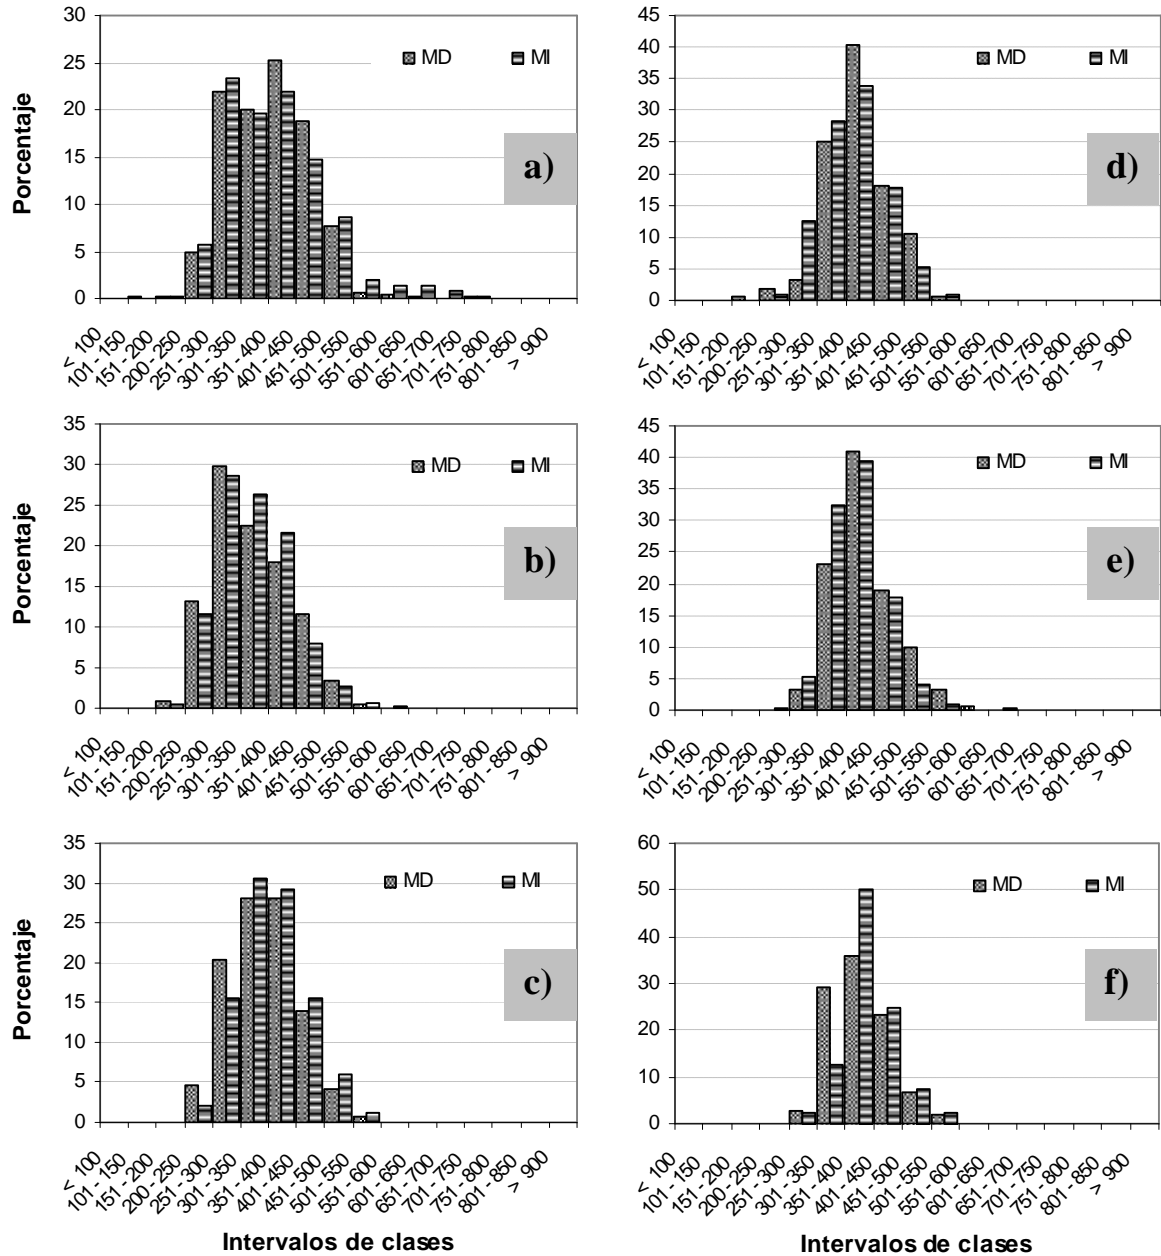 Porcentaje
30
25
20
15
10
5
0
MD MI
a)
< 100
101 - 150
151 - 200
200 - 250
251 - 300
301 - 350
351 - 400
401 - 450
451 - 500
501 - 550
551 - 600
601 - 650
651 - 700
701 - 750
751 - 800
801 - 850
> 900
45
40
35
30
25
20
15
10
5
0
MD MI
d)
< 100
101 - 150
151 - 200
200 - 250
251 - 300
301 - 350
351 - 400
401 - 450
451 - 500
501 - 550
551 - 600
601 - 650
651 - 700
701 - 750
751 - 800
801 - 850
> 900
Porcentaje
35
30
25
20
15
10
5
0
MD MI
b)
< 100
101 - 150
151 - 200
200 - 250
251 - 300
301 - 350
351 - 400
401 - 450
451 - 500
501 - 550
551 - 600
601 - 650
651 - 700
701 - 750
751 - 800
801 - 850
> 900
45
40
35
30
25
20
15
10
5
0
MD MI
e)
< 100
101 - 150
151 - 200
200 - 250
251 - 300
301 - 350
351 - 400
401 - 450
451 - 500
501 - 550
551 - 600
601 - 650
651 - 700
701 - 750
751 - 800
801 - 850
> 900
Porcentaje
35
30
25
20
15
10
5
0
MD MI
c)
< 100
101 - 150
151 - 200
200 - 250
251 - 300
301 - 350
351 - 400
401 - 450
451 - 500
501 - 550
551 - 600
601 - 650
651 - 700
701 - 750
751 - 800
801 - 850
> 900
Intervalos de clases
60
50
40
30
20
10
0
MD MI
f)
< 100
101 - 150
151 - 200
200 - 250
251 - 300
301 - 350
351 - 400
401 - 450
451 - 500
501 - 550
551 - 600
601 - 650
651 - 700
701 - 750
751 - 800
801 - 850
> 900
Intervalos de clases